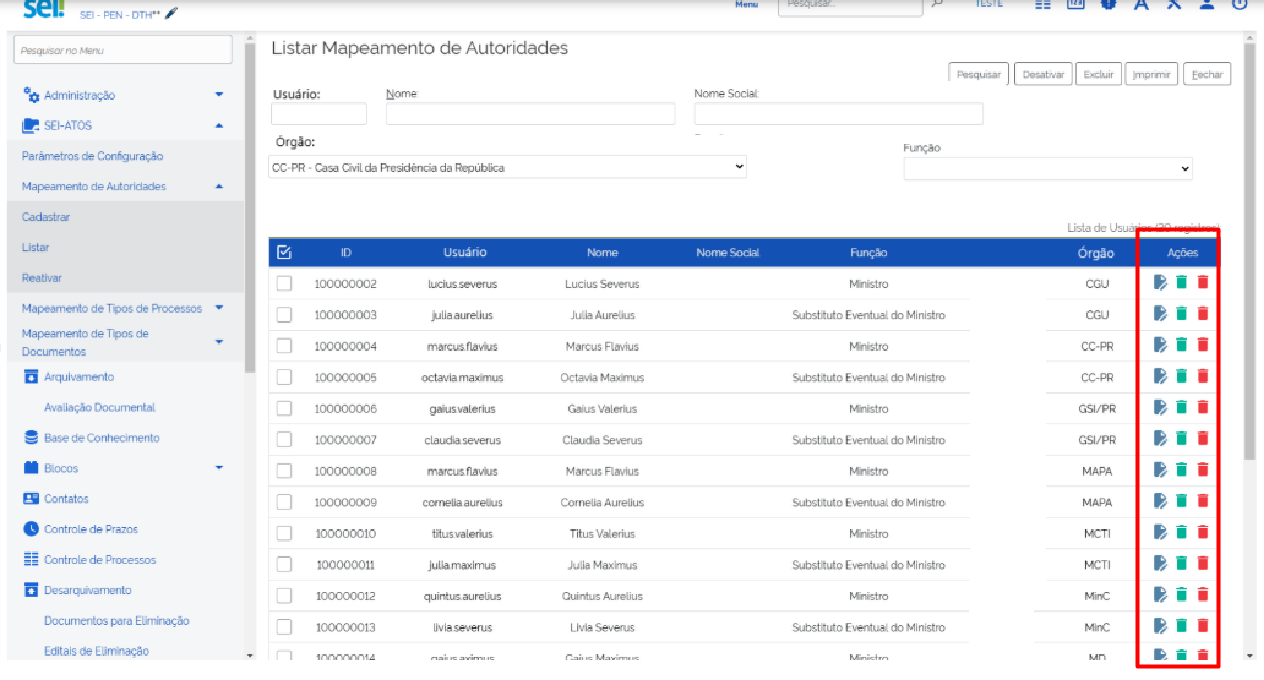 sei!
SEI - PEN - DTH**
Menu
Pesquisar...
TESTE
123
A
Pesquisar no Menu
Administração
SEI-ATOS
Parâmetros de Configuração
Mapeamento de Autoridades
Cadastrar
Listar
Reativar
Mapeamento de Tipos de Processos
Mapeamento de Tipos de
Documentos
Arquivamento
Avaliação Documental
Base de Conhecimento
Blocos
Contatos
Controle de Prazos
Controle de Processos
Desarquivamento
Documentos para Eliminação
Editais de Eliminação
Listar Mapeamento de Autoridades
Pesquisar Desativar Excluir Imprimir Fechar
Usuário: Nome: Nome Social:
Órgão: Função
CC-PR - Casa Civil da Presidência da República
Lista de Usuários (30 registros)
ID Usuário Nome Nome Social Função Órgão Ações
100000002 lucius.severus Lucius Severus Ministro CGU
100000003 julia.aurelius Julia Aurelius Substituto Eventual do Ministro CGU
100000004 marcus.flavius Marcus Flavius Ministro CC-PR
100000005 octavia.maximus Octavia Maximus Substituto Eventual do Ministro CC-PR
100000006 gaius.valerius Gaius Valerius Ministro GSI/PR
100000007 claudia.severus Claudia Severus Substituto Eventual do Ministro GSI/PR
100000008 marcus.flavius Marcus Flavius Ministro MAPA
100000009 cornelia.aurelius Cornelia Aurelius Substituto Eventual do Ministro MAPA
100000010 titus.valerius Titus Valerius Ministro MCTI
100000011 julia.maximus Julia Maximus Substituto Eventual do Ministro MCTI
100000012 quintus.aurelius Quintus Aurelius Ministro MinC
100000013 livia.severus Livia Severus Substituto Eventual do Ministro MinC
100000014 Gaius Maximus Ministro MD